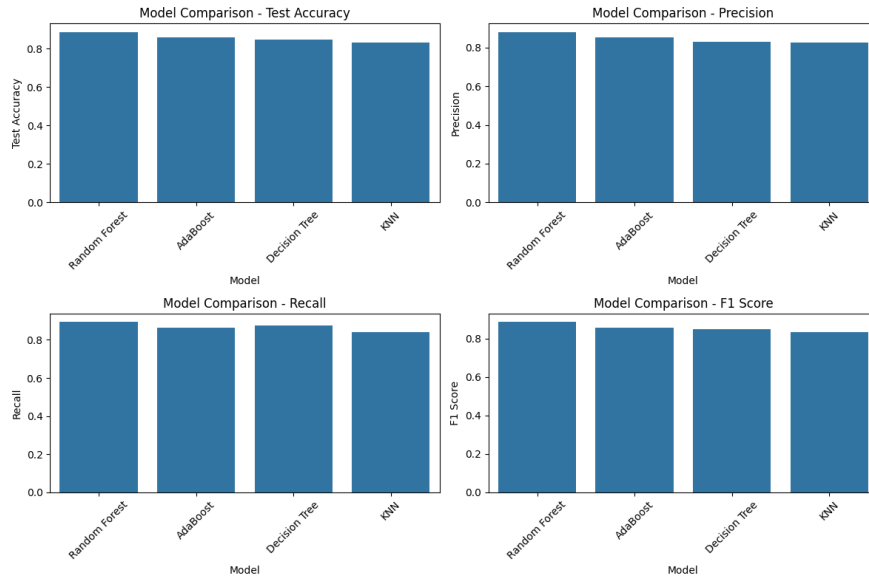 Model Comparison - Test Accuracy
Test Accuracy
0.8
0.6
0.4
0.2
0.0
Random Forest
AdaBoost
Decision Tree
KNN
Model
Model Comparison - Precision
Precision
0.8
0.6
0.4
0.2
0.0
Random Forest
AdaBoost
Decision Tree
KNN
Model
Model Comparison - Recall
Recall
0.8
0.6
0.4
0.2
0.0
Random Forest
AdaBoost
Decision Tree
KNN
Model
Model Comparison - F1 Score
F1 Score
0.8
0.6
0.4
0.2
0.0
Random Forest
AdaBoost
Decision Tree
KNN
Model